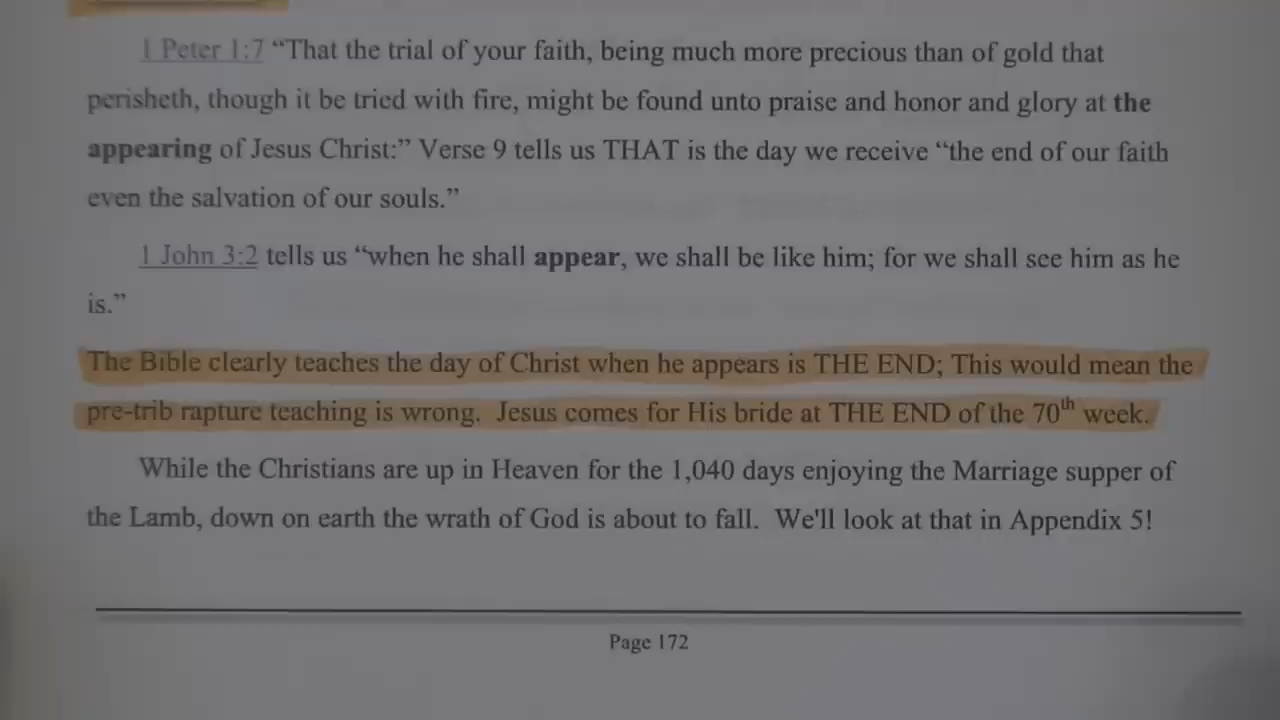 1 Peter 1:7 “That the trial of your faith, being much more precious than of gold that
perisheth, though it be tried with fire, might be found unto praise and honor and glory at the
appearing of Jesus Christ:” Verse 9 tells us THAT is the day we receive “the end of our faith
even the salvation of our souls.”
1 John 3:2 tells us “when he shall appear, we shall be like him; for we shall see him as he
is.”
The Bible clearly teaches the day of Christ when he appears is THE END; This would mean the
pre-trib rapture teaching is wrong. Jesus comes for His bride at THE END of the 70th week.
While the Christians are up in Heaven for the 1,040 days enjoying the Marriage supper of
the Lamb, down on earth the wrath of God is about to fall. We'll look at that in Appendix 5!
Page 172